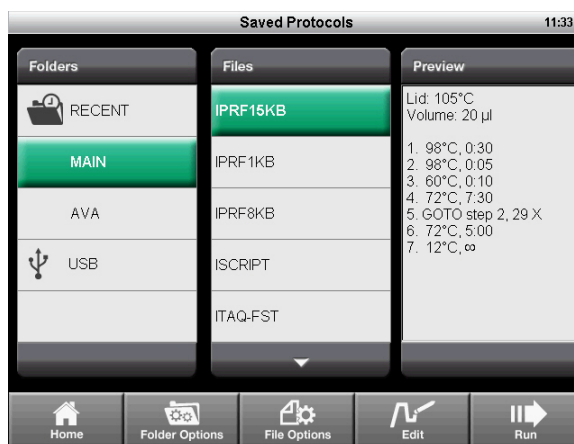 Saved Protocols
11:33
Folders
RECENT
MAIN
AVA
USB
Files
IPRF15KB
IPRF1KB
IPRF8KB
ISCRIPT
ITAQ-FST
Preview
Lid: 105°C
Volume: 20 µl
1. 98°C, 0:30
2. 98°C, 0:05
3. 60°C, 0:10
4. 72°C, 7:30
5. GOTO step 2, 29 X
6. 72°C, 5:00
7. 12°C, ∞
Home
Folder Options
File Options
Edit
Run